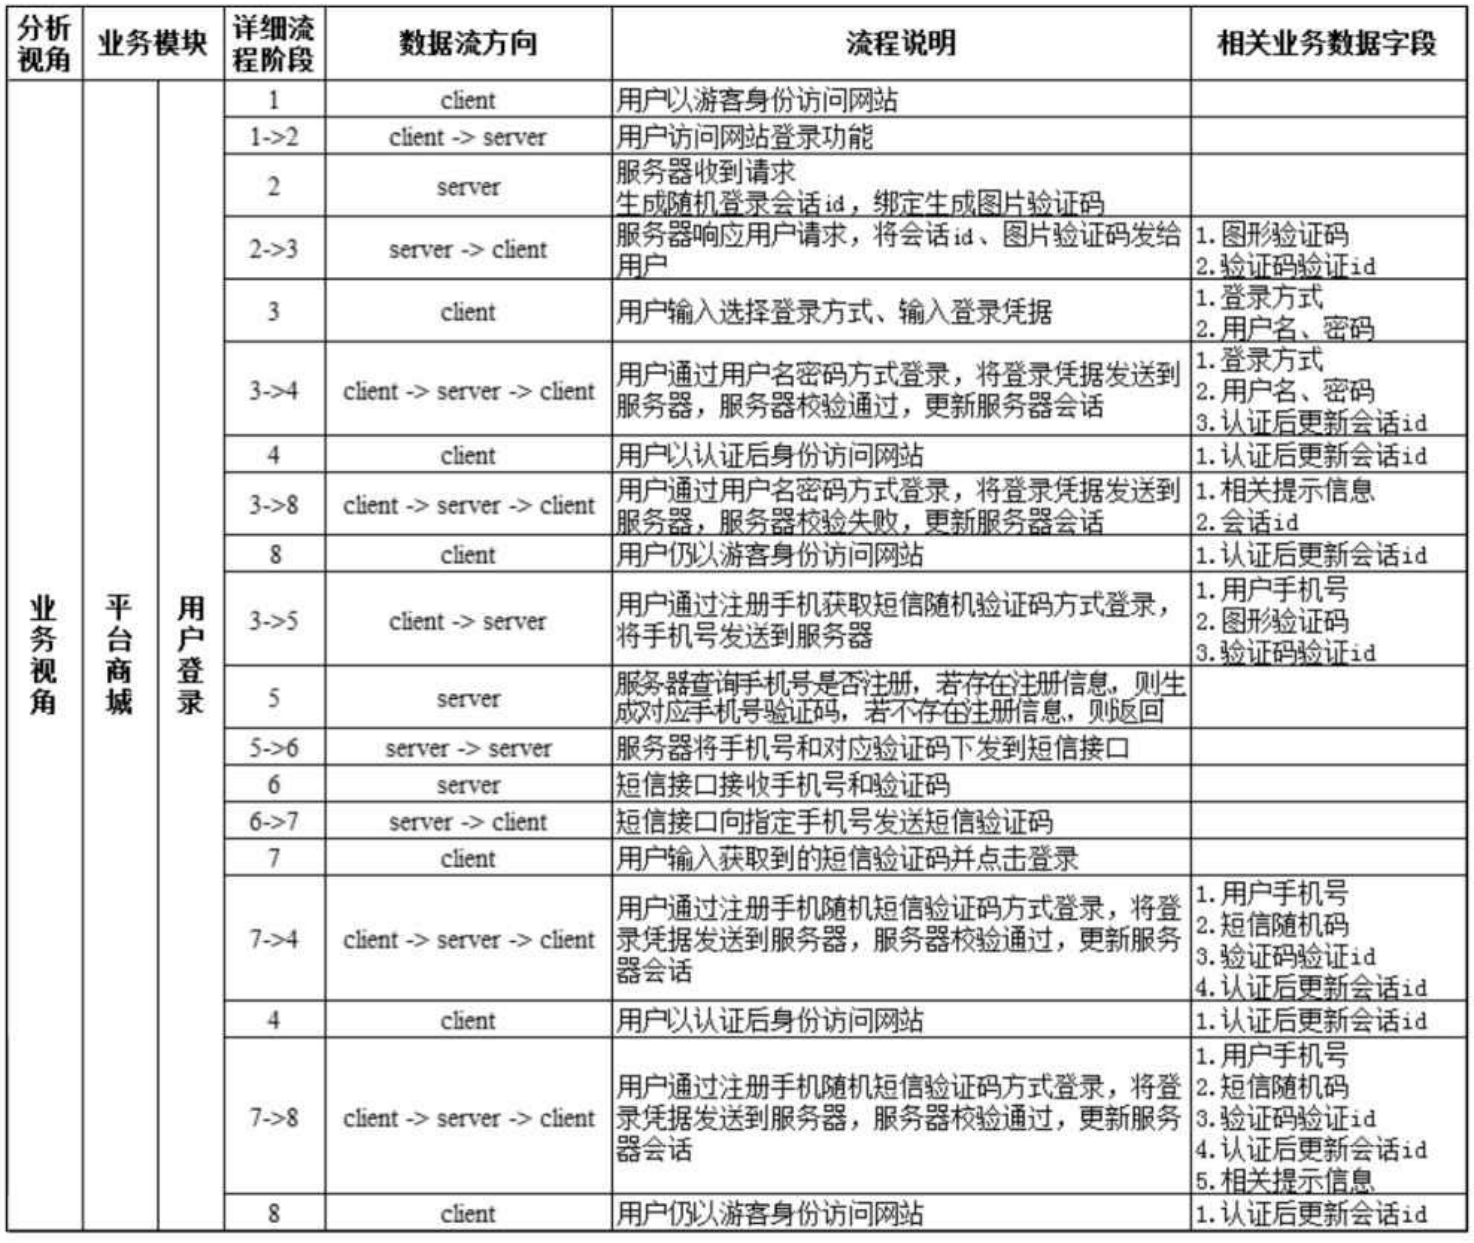 分析
视角
业务模块
详细流
程阶段
数据流方向
流程说明
相关业务数据字段
业
务
视
角
平
台
商
城
用
户
登
录
1
client
用户以游客身份访问网站
1->2
client -> server
用户访问网站登录功能
2
server
服务器收到请求
生成随机登录会话id，绑定生成图片验证码
2->3
server -> client
服务器响应用户请求，将会话id、图片验证码发给
用户
1.图形验证码
2.验证码验证id
3
client
用户输入选择登录方式、输入登录凭据
1.登录方式
2.用户名、密码
3->4
client -> server -> client
用户通过用户名密码方式登录，将登录凭据发送到
服务器，服务器校验通过，更新服务器会话
1.登录方式
2.用户名、密码
3.认证后更新会话id
4
client
用户以认证后身份访问网站
1.认证后更新会话id
3->8
client -> server -> client
用户通过用户名密码方式登录，将登录凭据发送到
服务器，服务器校验失败，更新服务器会话
1.相关提示信息
2.会话id
8
client
用户仍以游客身份访问网站
1.认证后更新会话id
3->5
client -> server
用户通过注册手机获取短信随机验证码方式登录，
将手机号发送到服务器
1.用户手机号
2.图形验证码
3.验证码验证id
5
server
服务器查询手机号是否注册，若存在注册信息，则生
成对应手机号验证码，若不存在注册信息，则返回
5->6
server -> server
服务器将手机号和对应验证码下发到短信接口
6
server
短信接口接收手机号和验证码
6->7
server -> client
短信接口向指定手机号发送短信验证码
7
client
用户输入获取到的短信验证码并点击登录
7->4
client -> server -> client
用户通过注册手机随机短信验证码方式登录，将登
录凭据发送到服务器，服务器校验通过，更新服务
器会话
1.用户手机号
2.短信随机码
3.验证码验证id
4.认证后更新会话id
4
client
用户以认证后身份访问网站
1.认证后更新会话id
7->8
client -> server -> client
用户通过注册手机随机短信验证码方式登录，将登
录凭据发送到服务器，服务器校验通过，更新服务
器会话
1.用户手机号
2.短信随机码
3.验证码验证id
4.认证后更新会话id
5.相关提示信息
8
client
用户仍以游客身份访问网站
1.认证后更新会话id